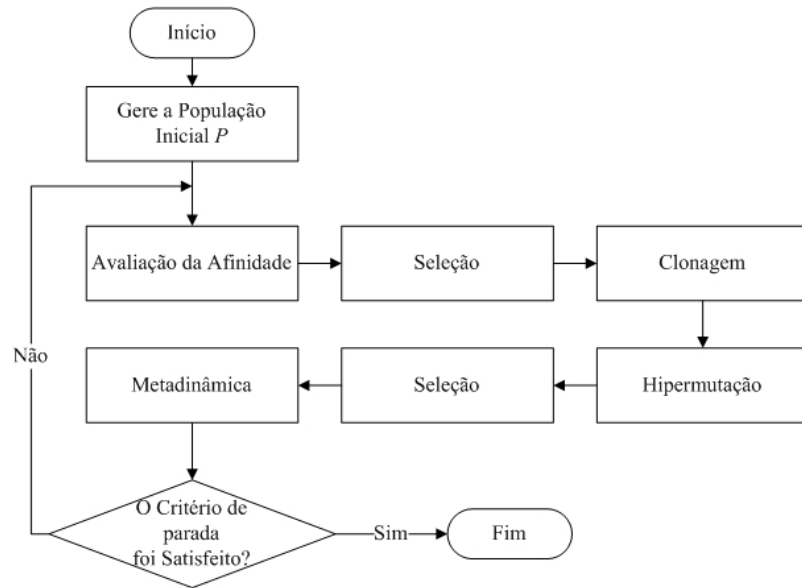 Início
Gere a População
Inicial P
Avaliação da Afinidade
Seleção
Clonagem
Hipermutação
Seleção
Metadinâmica
Não
O Critério de
parada
foi Satisfeito?
Sim
Fim